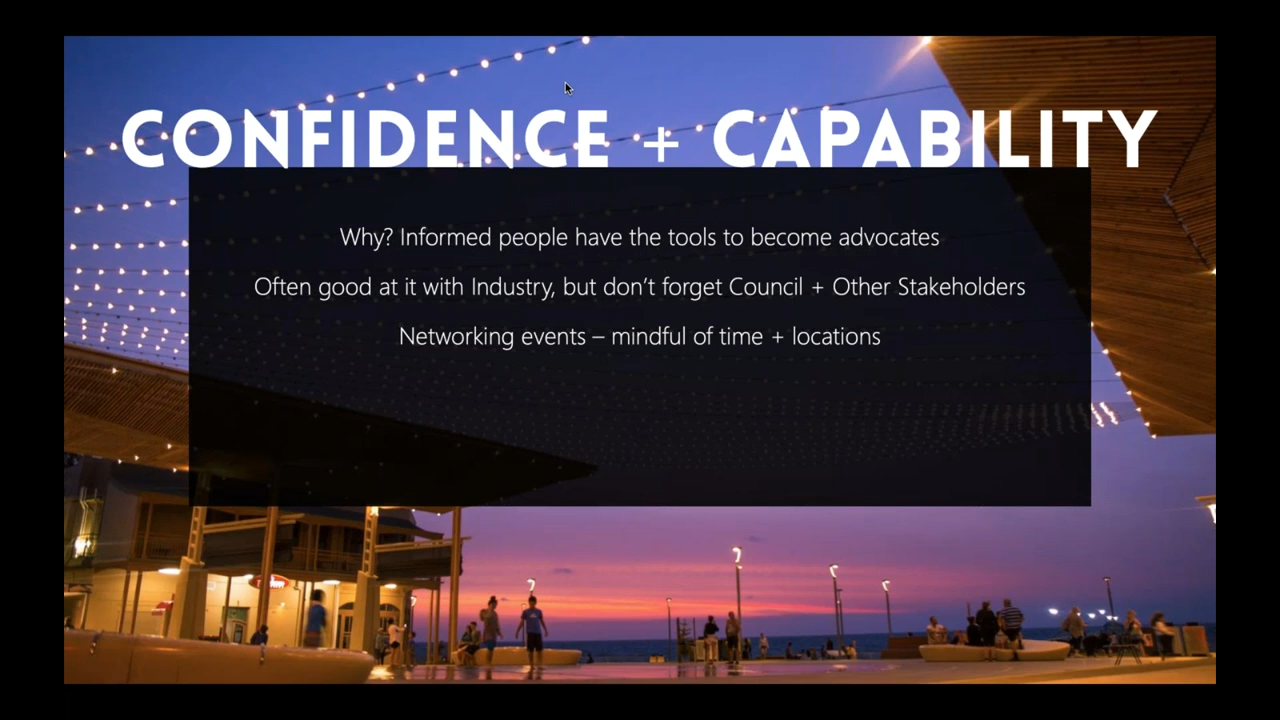 CONFIDENCE + CAPABILITY
Why? Informed people have the tools to become advocates
Often good at it with Industry, but don't forget Council + Other Stakeholders
Networking events – mindful of time + locations